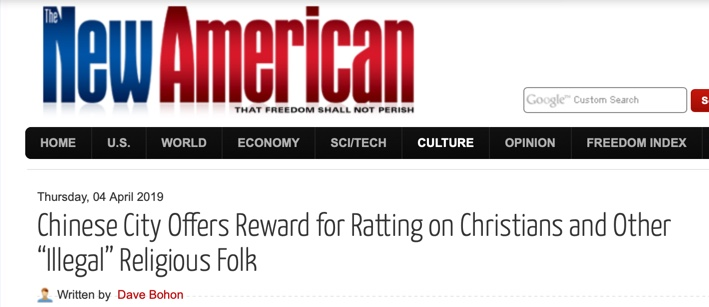 The
New American
THAT FREEDOM SHALL NOT PERISH
Google™ Custom Search
HOME U.S. WORLD ECONOMY SCI/TECH CULTURE OPINION FREEDOM INDEX
Thursday, 04 April 2019
Chinese City Offers Reward for Ratting on Christians and Other
“Illegal” Religious Folk
Written by Dave Bohon